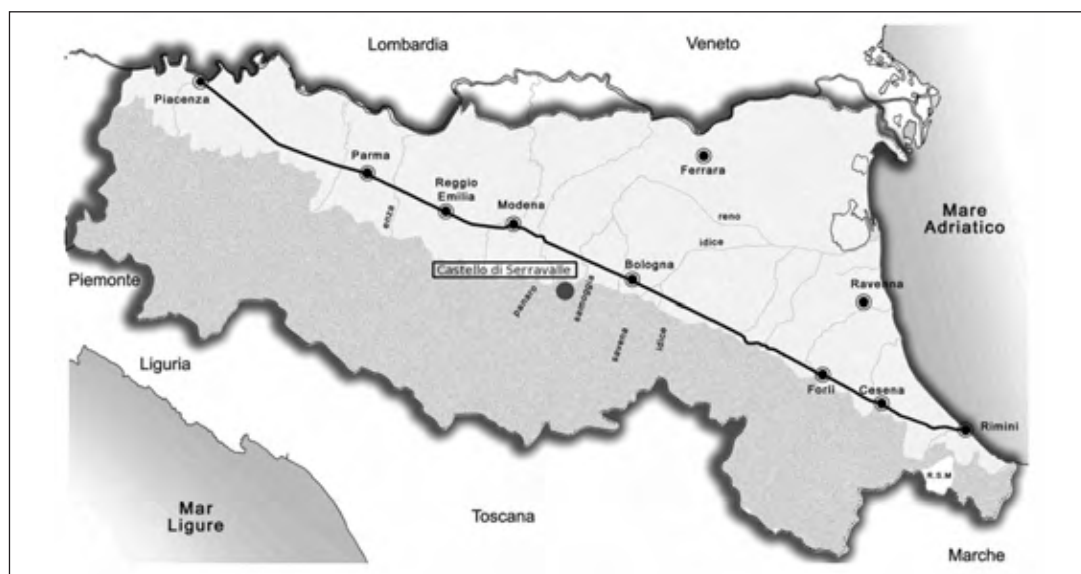 Lombardia
Veneto
Piacenza
Parma
Ferrara
Reggio
Emilia
Modena
reno
Mare
Adriatico
enza
idice
Bologna
Castello di Serravalle
Piemonte
panaro
samoggia
Ravenna
savena
idice
Liguria
Forlì
Cesena
Rimini
R.S.M
Mar
Ligure
Toscana
Marche